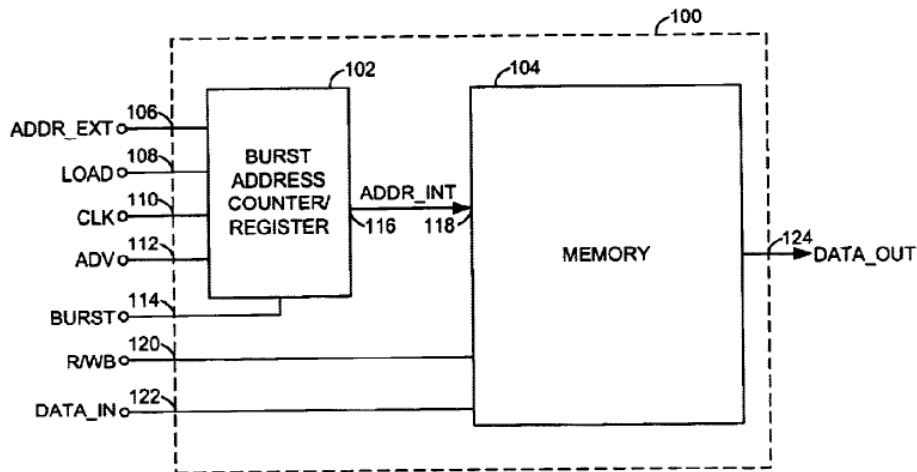 100
102
104
106
ADDR_EXT
108
LOAD
110
CLK
112
ADV
114
BURST
120
R/WB
122
DATA_IN
BURST
ADDRESS
COUNTER/
REGISTER
ADDR_INT
116
118
MEMORY
124
DATA_OUT